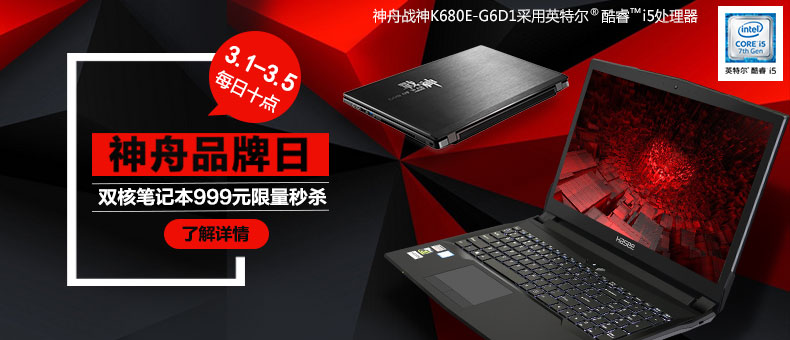 神舟战神K680E-G6D1采用英特尔®酷睿™i5处理器
intel
CORE i5
7th Gen
英特尔®酷睿 i5
3.1-3.5
每日十点
神舟品牌日
双核笔记本999元限量秒杀
了解详情
战神
Hasee